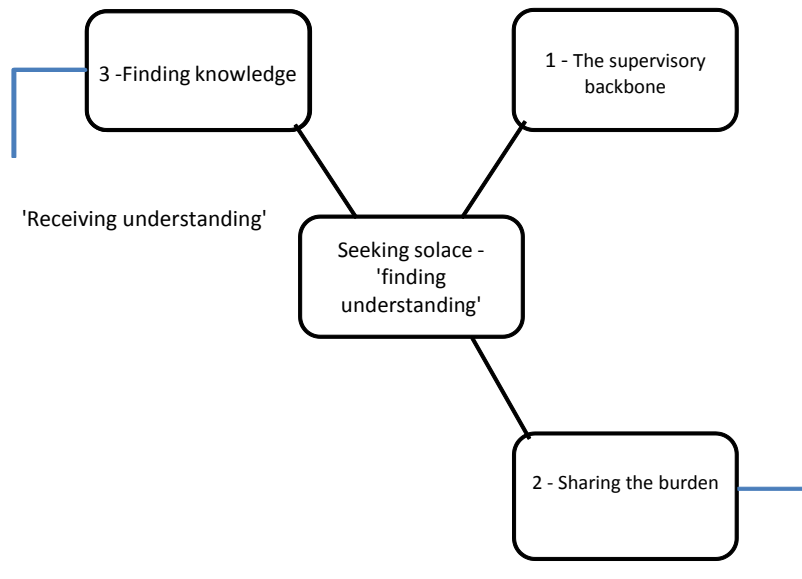 3 -Finding knowledge
1 - The supervisory
backbone
'Receiving understanding'
Seeking solace -
'finding
understanding'
2 - Sharing the burden